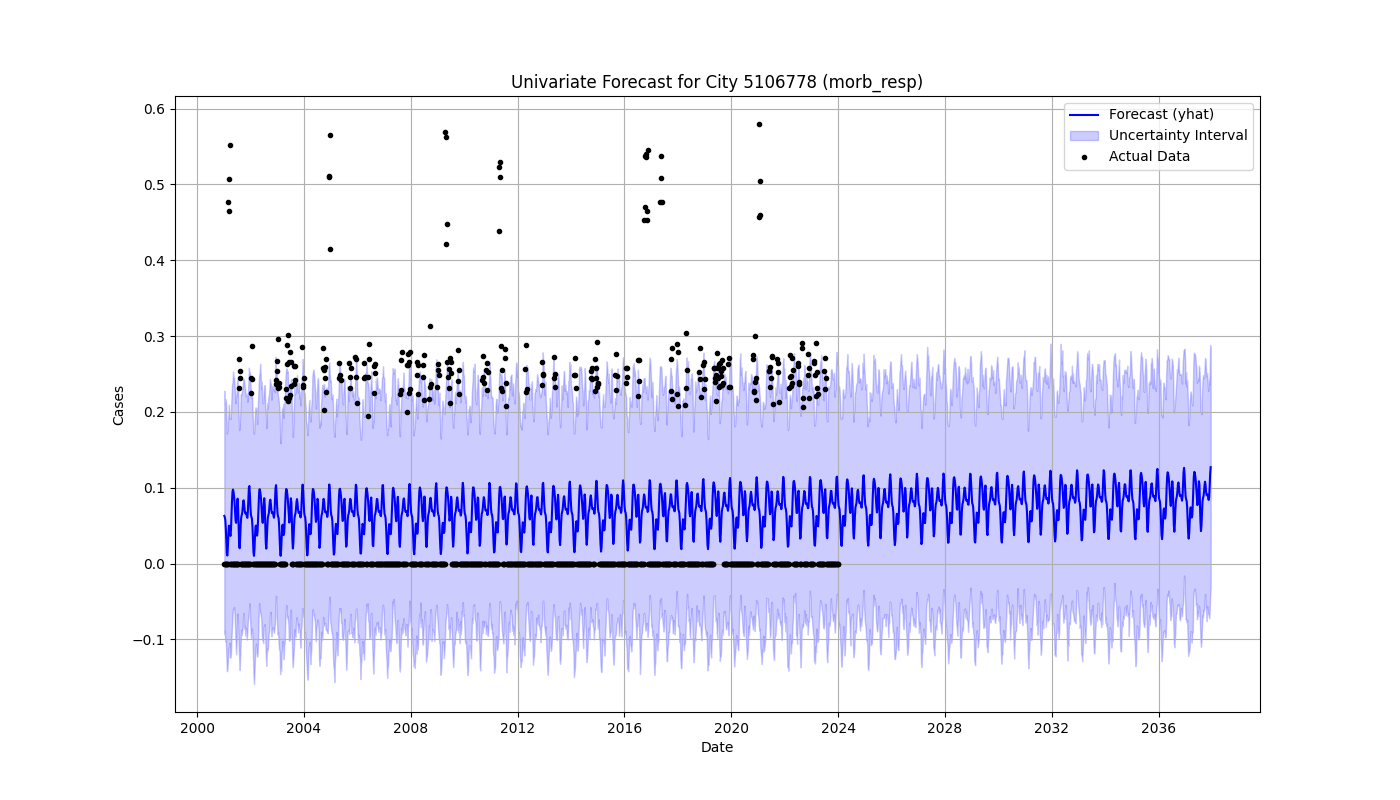 Univariate Forecast for City 5106778 (morb_resp)
Forecast (yhat)
Uncertainty Interval
Actual Data
0.6
0.5
0.4
0.3
0.2
0.1
0.0
−0.1
Cases
2000 2004 2008 2012 2016 2020 2024 2028 2032 2036
Date